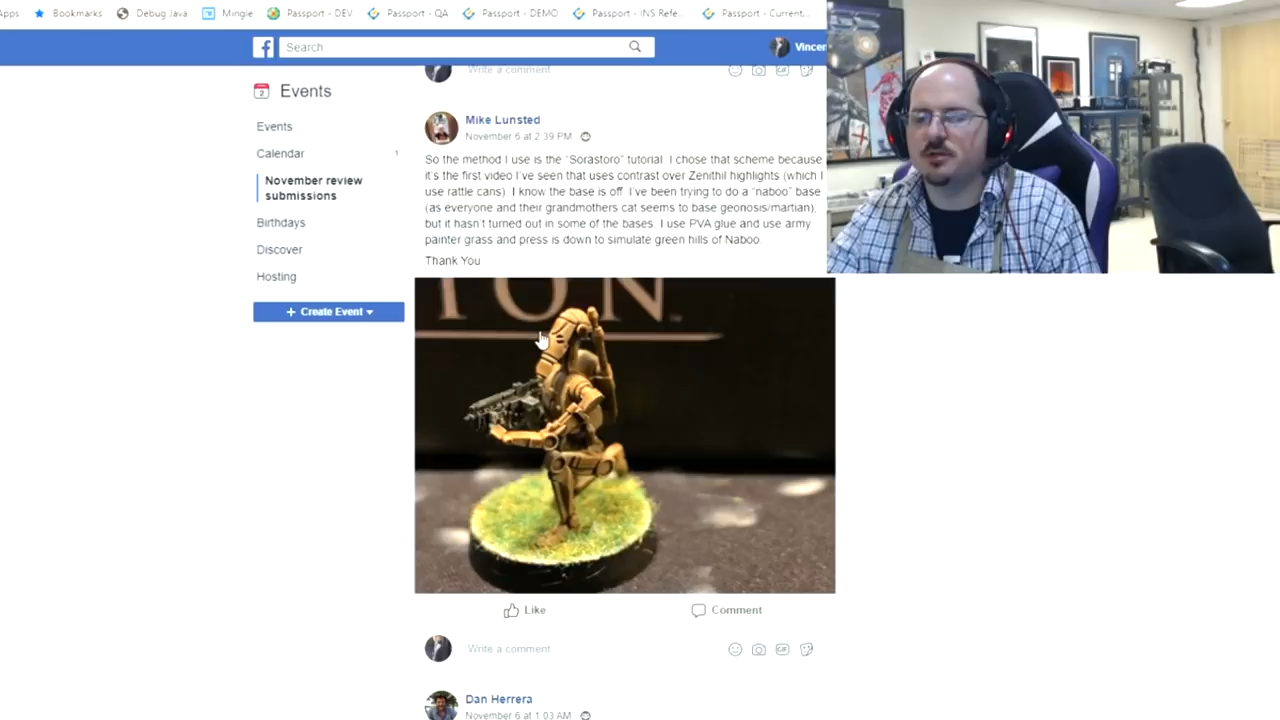 Apps Bookmarks Debug Java Mingle Passport - DEV Passport - QA Passport - DEMO Passport - INS Refe... Passport - Current,...
Search
Vincen
Write a comment
2 Events
Mike Lunsted
November 6 at 2:39 PM
Events
Calendar 1
November review
submissions
Birthdays
Discover
Hosting
+ Create Event
So the method I use is the "Sorastoro" tutorial. I chose that scheme because
it's the first video I've seen that uses contrast over Zenithil highlights (which I
use rattle cans). I know the base is off. I've been trying to do a "naboo" base
(as everyone and their grandmothers cat seems to base geonosis/martian),
but it hasn't turned out in some of the bases. I use PVA glue and use army
painter grass and press is down to simulate green hills of Naboo.
Thank You
TON
Like Comment
Write a comment
GIF
Dan Herrera
November 6 at 1:03 AM